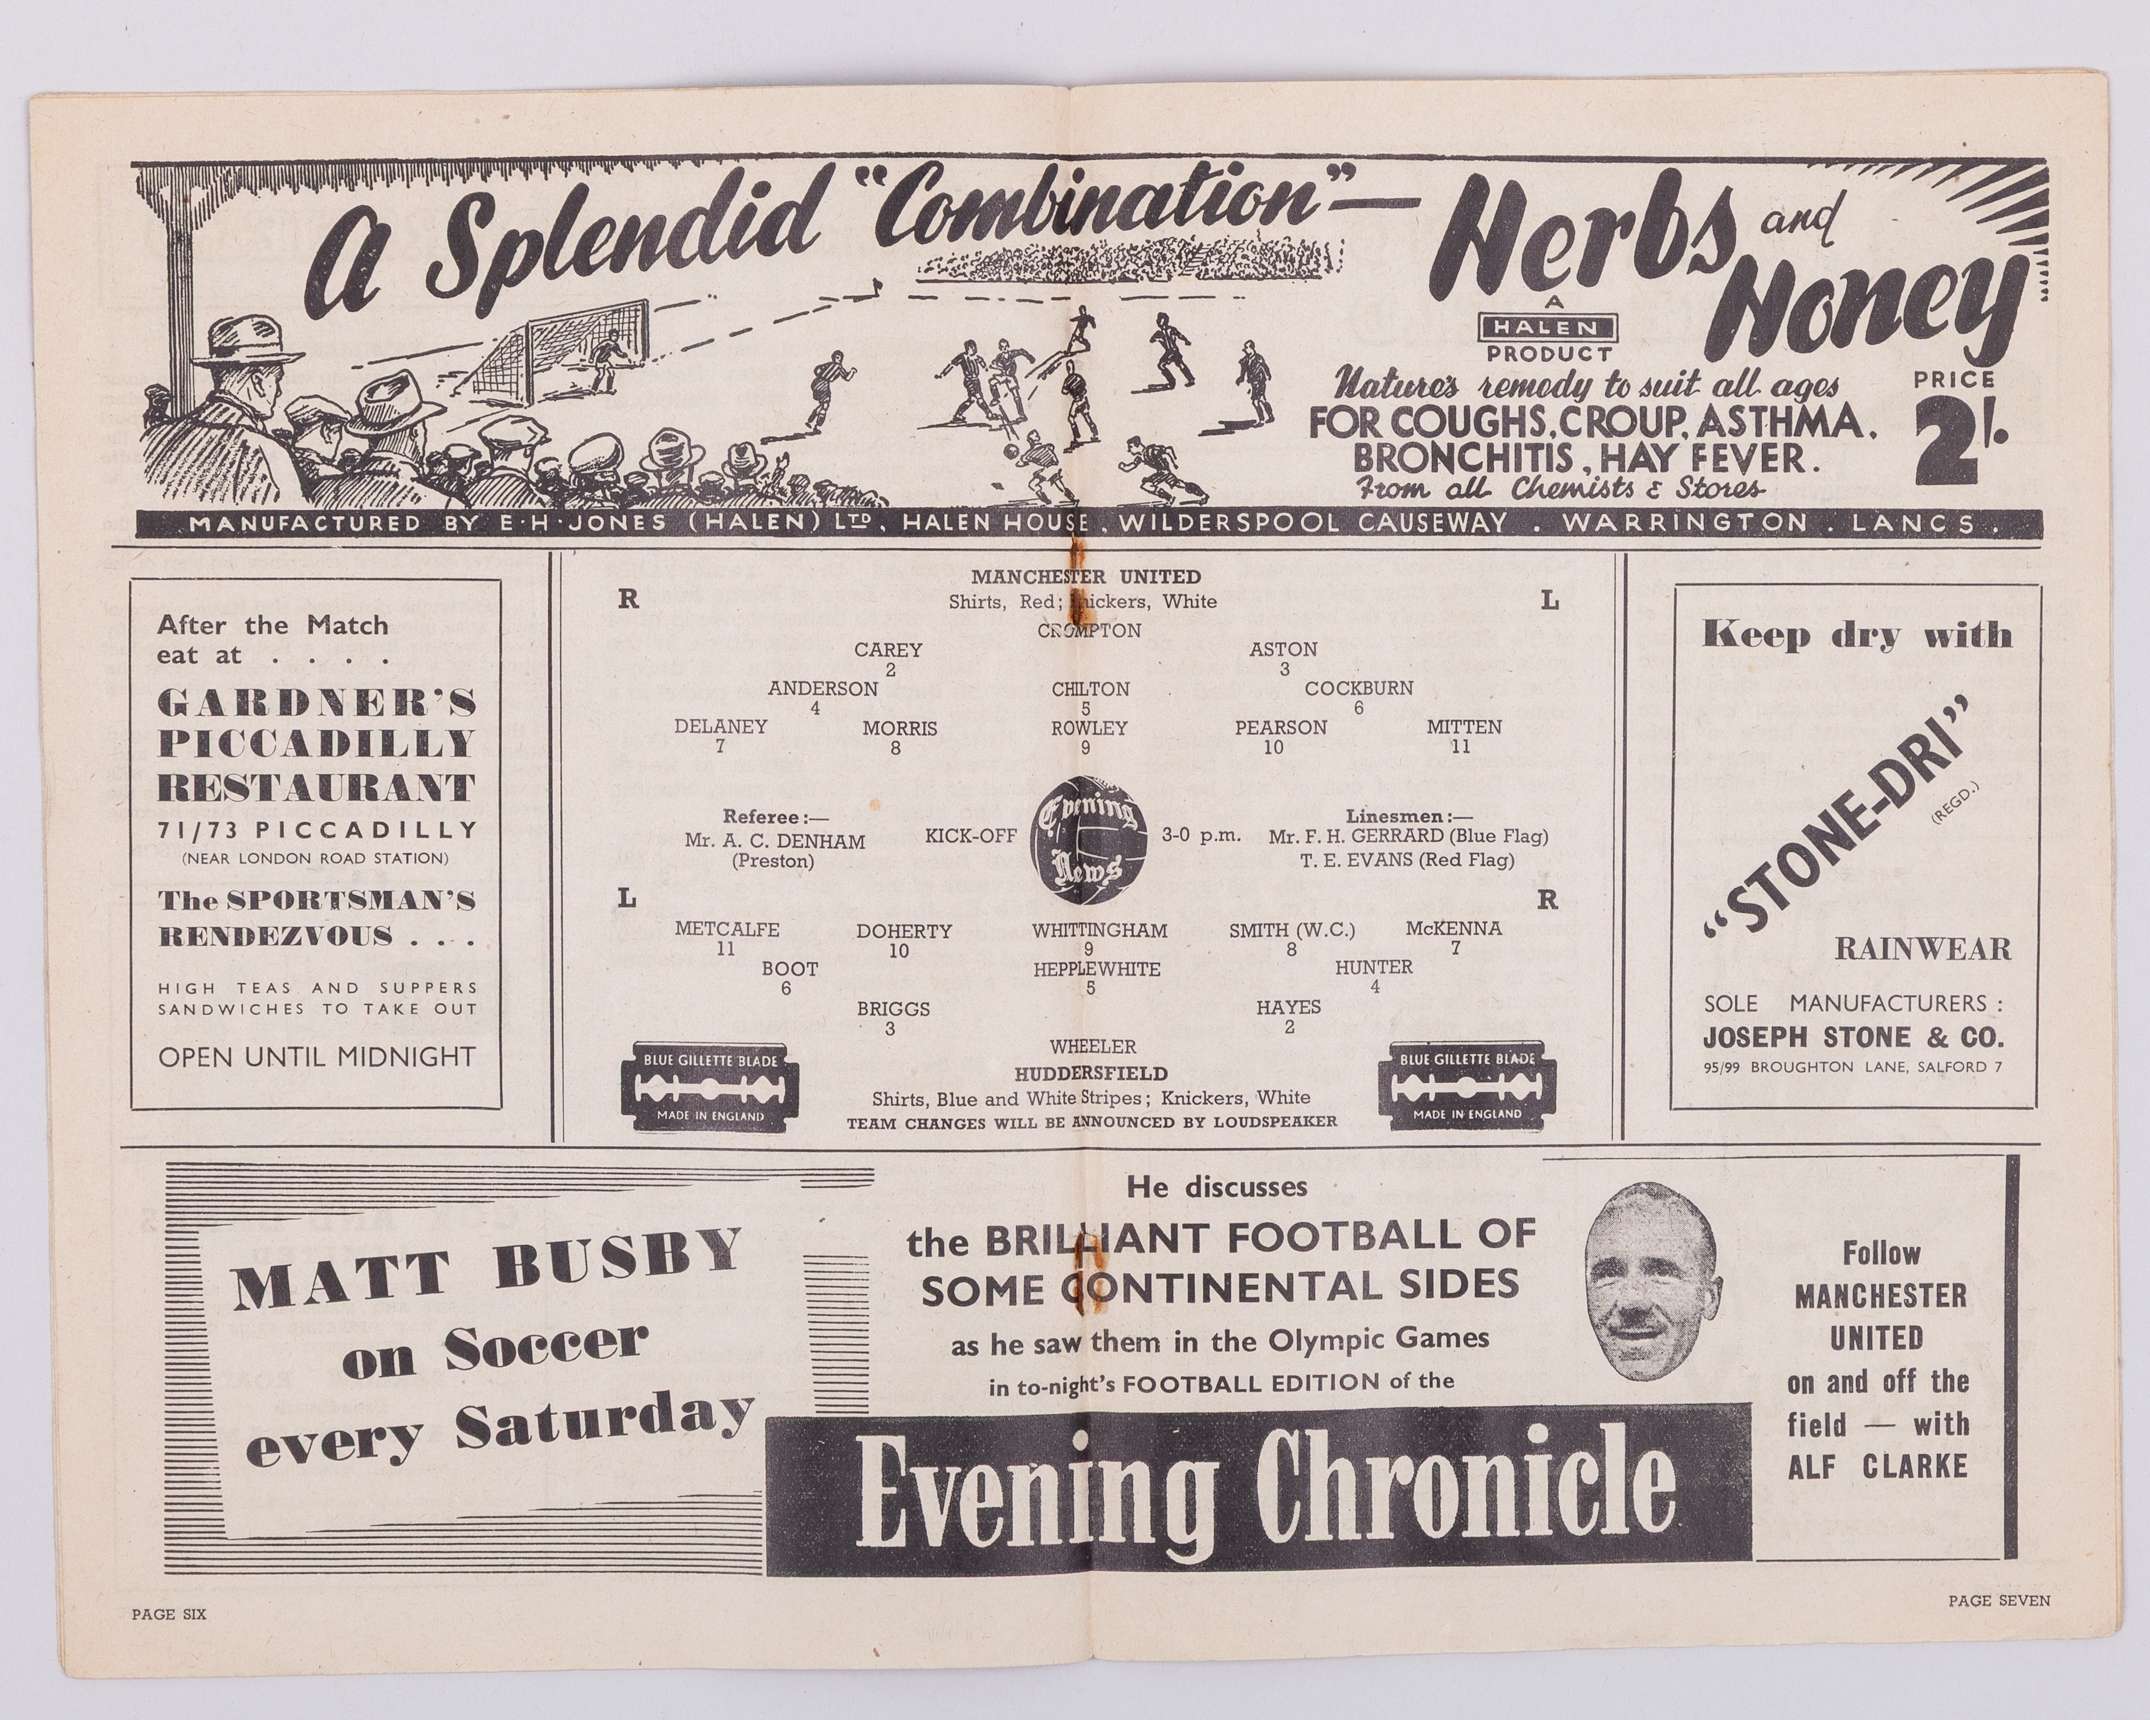 A Splendid "Combination" — Herbs and Honey
A
HALEN
PRODUCT
Nature's remedy to suit all ages
FOR COUGHS, CROUP, ASTHMA,
BRONCHITIS, HAY FEVER.
From all Chemists & Stores
PRICE
2/-
MANUFACTURED BY E·H·JONES (HALEN) LTD, HALEN HOUSE, WILDERSPOOL CAUSEWAY . WARRINGTON . LANCS .
After the Match
eat at . . . .
GARDNER'S
PICCADILLY
RESTAURANT
71/73 PICCADILLY
(NEAR LONDON ROAD STATION)
The SPORTSMAN'S
RENDEZVOUS . . .
HIGH TEAS AND SUPPERS
SANDWICHES TO TAKE OUT
OPEN UNTIL MIDNIGHT
MANCHESTER UNITED
R Shirts, Red; Knickers, White L
CROMPTON
CAREY ASTON
2 3
ANDERSON CHILTON COCKBURN
4 5 6
DELANEY MORRIS ROWLEY PEARSON MITTEN
7 8 9 10 11
Referee:—
Mr. A. C. DENHAM
(Preston)
KICK-OFF
Evening
News
3-0 p.m.
Linesmen:—
Mr. F. H. GERRARD (Blue Flag)
T. E. EVANS (Red Flag)
L R
METCALFE DOHERTY WHITTINGHAM SMITH (W.C.) McKENNA
11 10 9 8 7
BOOT HEPPLEWHITE HUNTER
6 5 4
BRIGGS HAYES
3 2
WHEELER
HUDDERSFIELD
Shirts, Blue and White Stripes; Knickers, White
TEAM CHANGES WILL BE ANNOUNCED BY LOUDSPEAKER
BLUE GILLETTE BLADE
MADE IN ENGLAND
BLUE GILLETTE BLADE
MADE IN ENGLAND
Keep dry with
"STONE-DRI"
(REGD.)
RAINWEAR
SOLE MANUFACTURERS:
JOSEPH STONE & CO.
95/99 BROUGHTON LANE, SALFORD 7
MATT BUSBY
on Soccer
every Saturday
He discusses
the BRILLIANT FOOTBALL OF
SOME CONTINENTAL SIDES
as he saw them in the Olympic Games
in to-night's FOOTBALL EDITION of the
Evening Chronicle
Follow
MANCHESTER
UNITED
on and off the
field — with
ALF CLARKE
PAGE SIX
PAGE SEVEN